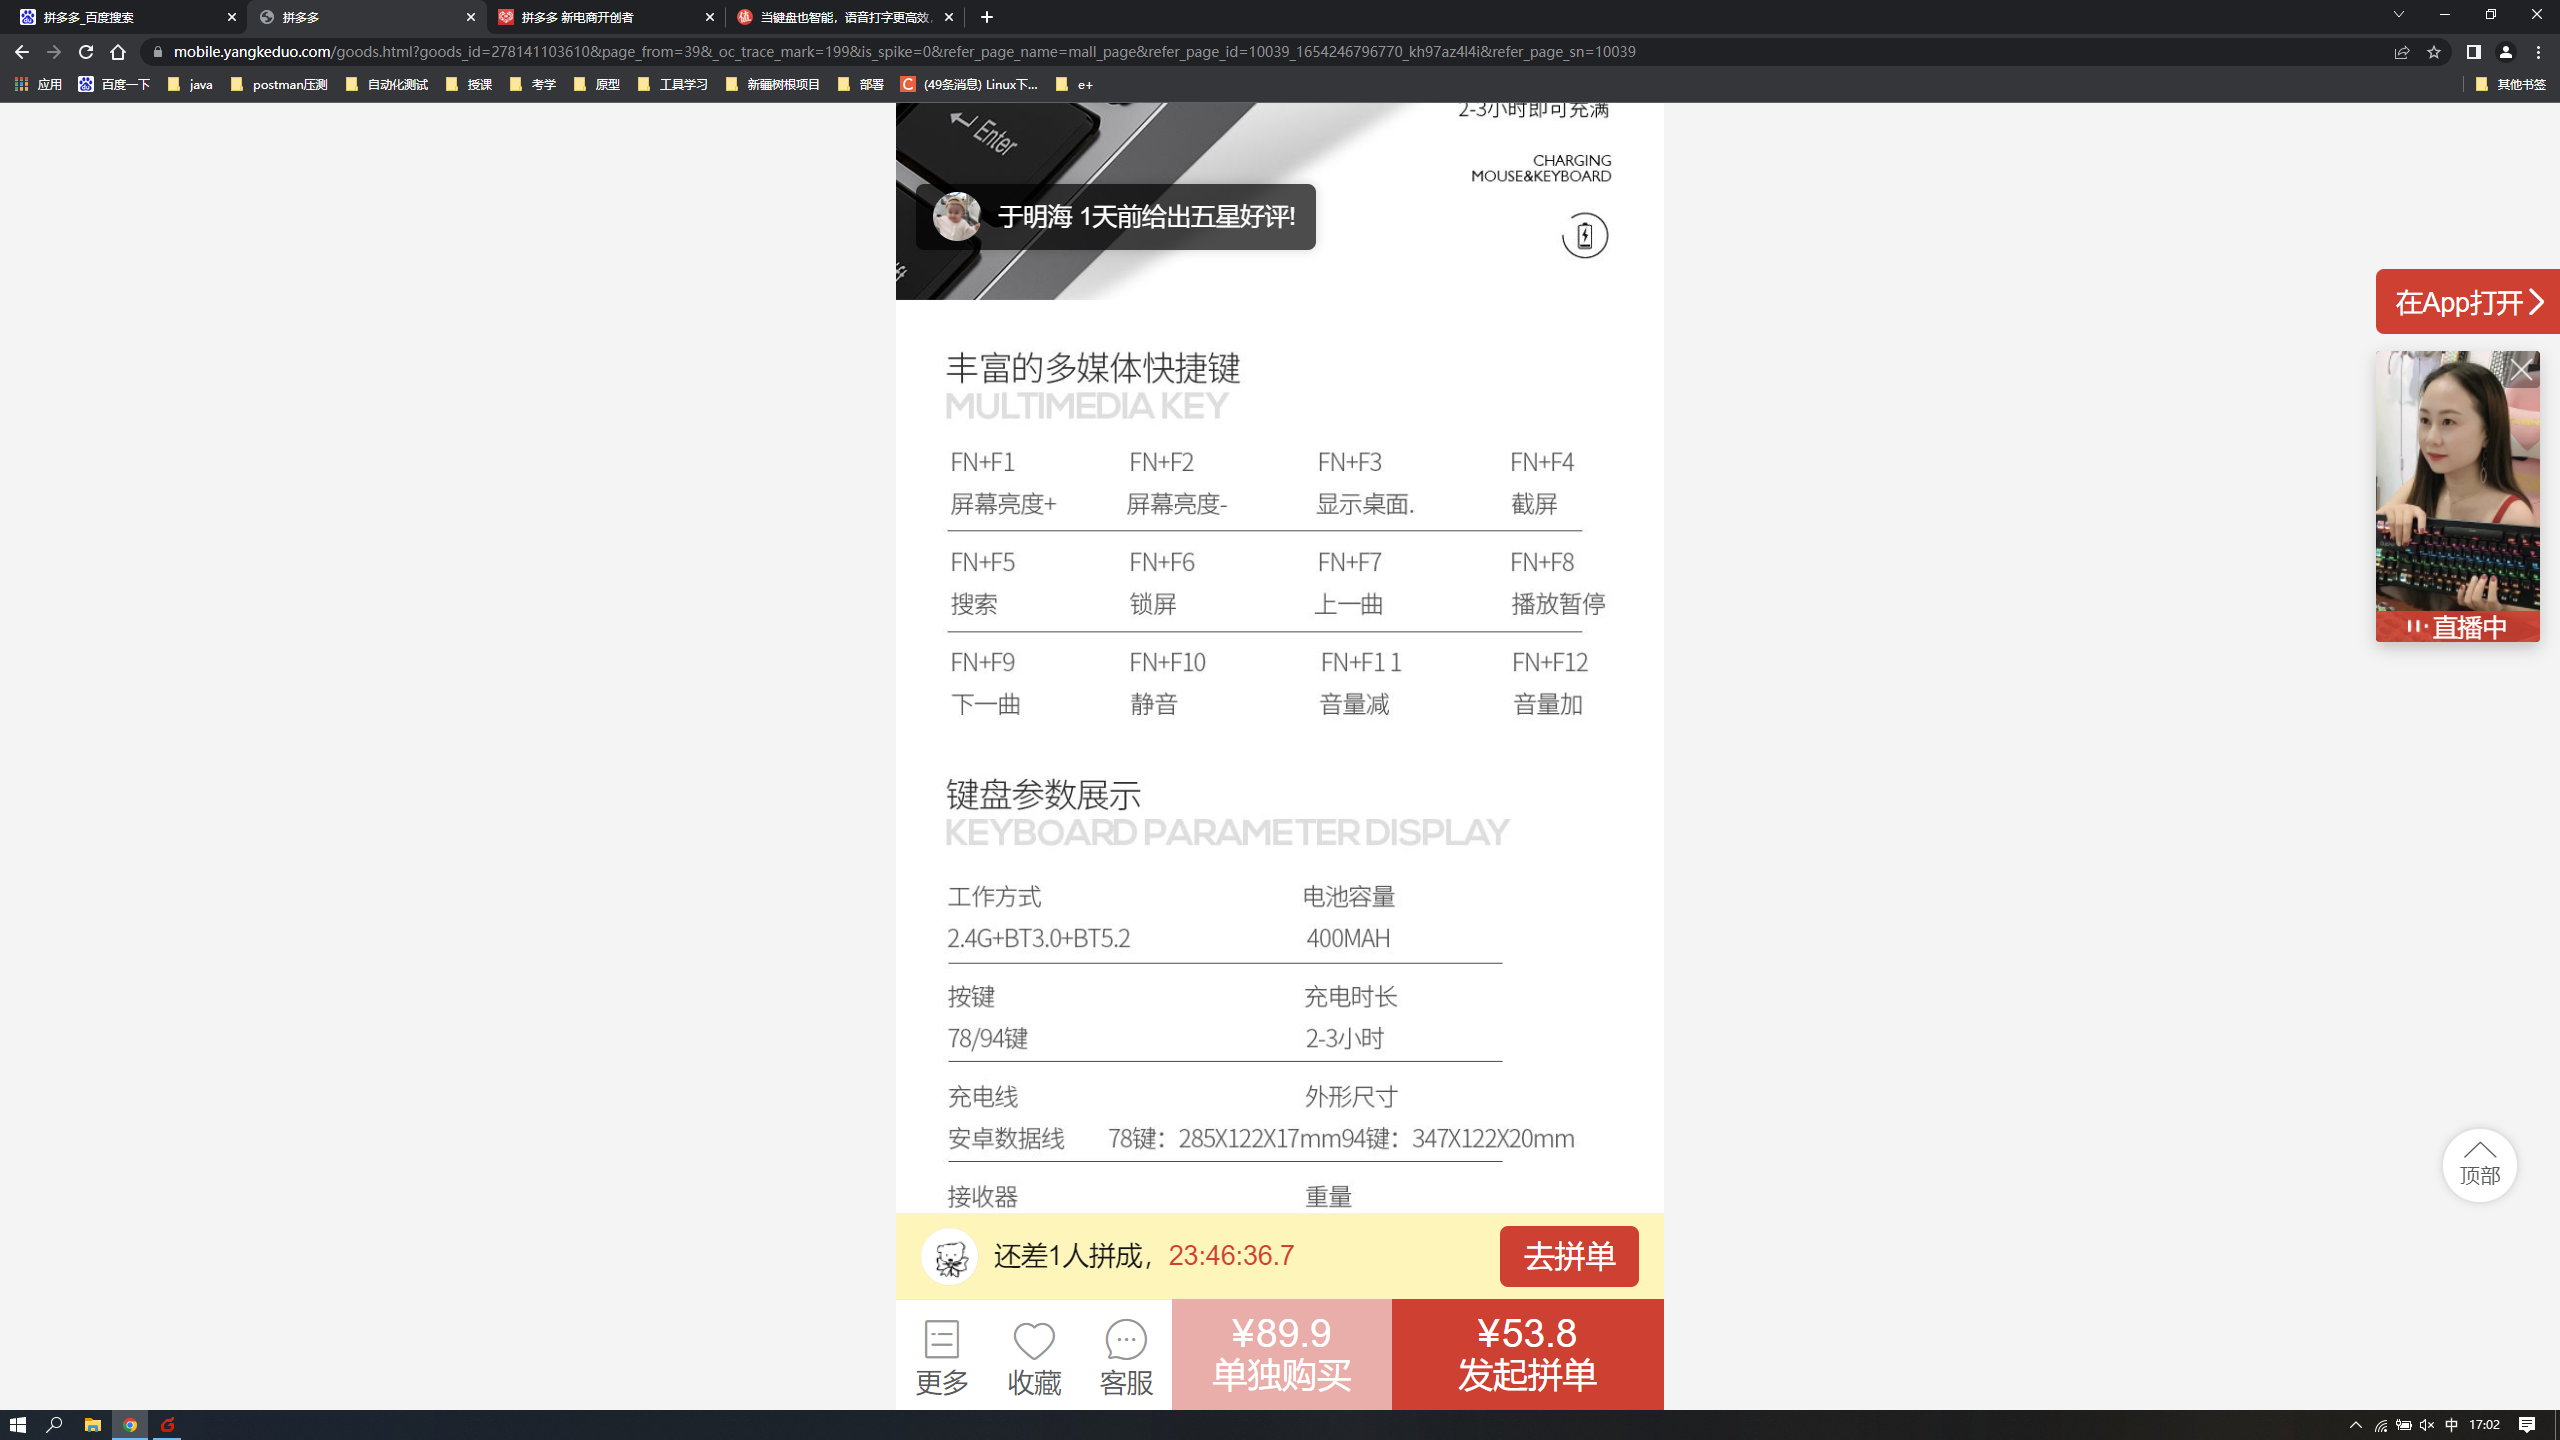 拼多多_百度搜索
拼多多
拼多多 新电商开创者
当键盘也智能，语音打字更高效，
mobile.yangkeduo.com/goods.html?goods_id=278141103610&page_from=39&_oc_trace_mark=199&is_spike=0&refer_page_name=mall_page&refer_page_id=10039_1654246796770_kh97az4l4i&refer_page_sn=10039
应用
百度一下
java
postman压测
自动化测试
授课
考学
原型
工具学习
新疆树根项目
部署
(49条消息) Linux下...
e+
其他书签
2-3小时即可充满
Enter
CHARGING
MOUSE&KEYBOARD
于明海 1天前给出五星好评!
在App打开
直播中
丰富的多媒体快捷键
MULTIMEDIA KEY
FN+F1 FN+F2 FN+F3 FN+F4
屏幕亮度+ 屏幕亮度- 显示桌面. 截屏
FN+F5 FN+F6 FN+F7 FN+F8
搜索 锁屏 上一曲 播放暂停
FN+F9 FN+F10 FN+F1 1 FN+F12
下一曲 静音 音量减 音量加
键盘参数展示
KEYBOARD PARAMETER DISPLAY
工作方式 电池容量
2.4G+BT3.0+BT5.2 400MAH
按键 充电时长
78/94键 2-3小时
充电线 外形尺寸
安卓数据线 78键：285X122X17mm94键：347X122X20mm
接收器 重量
顶部
还差1人拼成，23:46:36.7
去拼单
更多
收藏
客服
¥89.9
单独购买
¥53.8
发起拼单
中
17:02